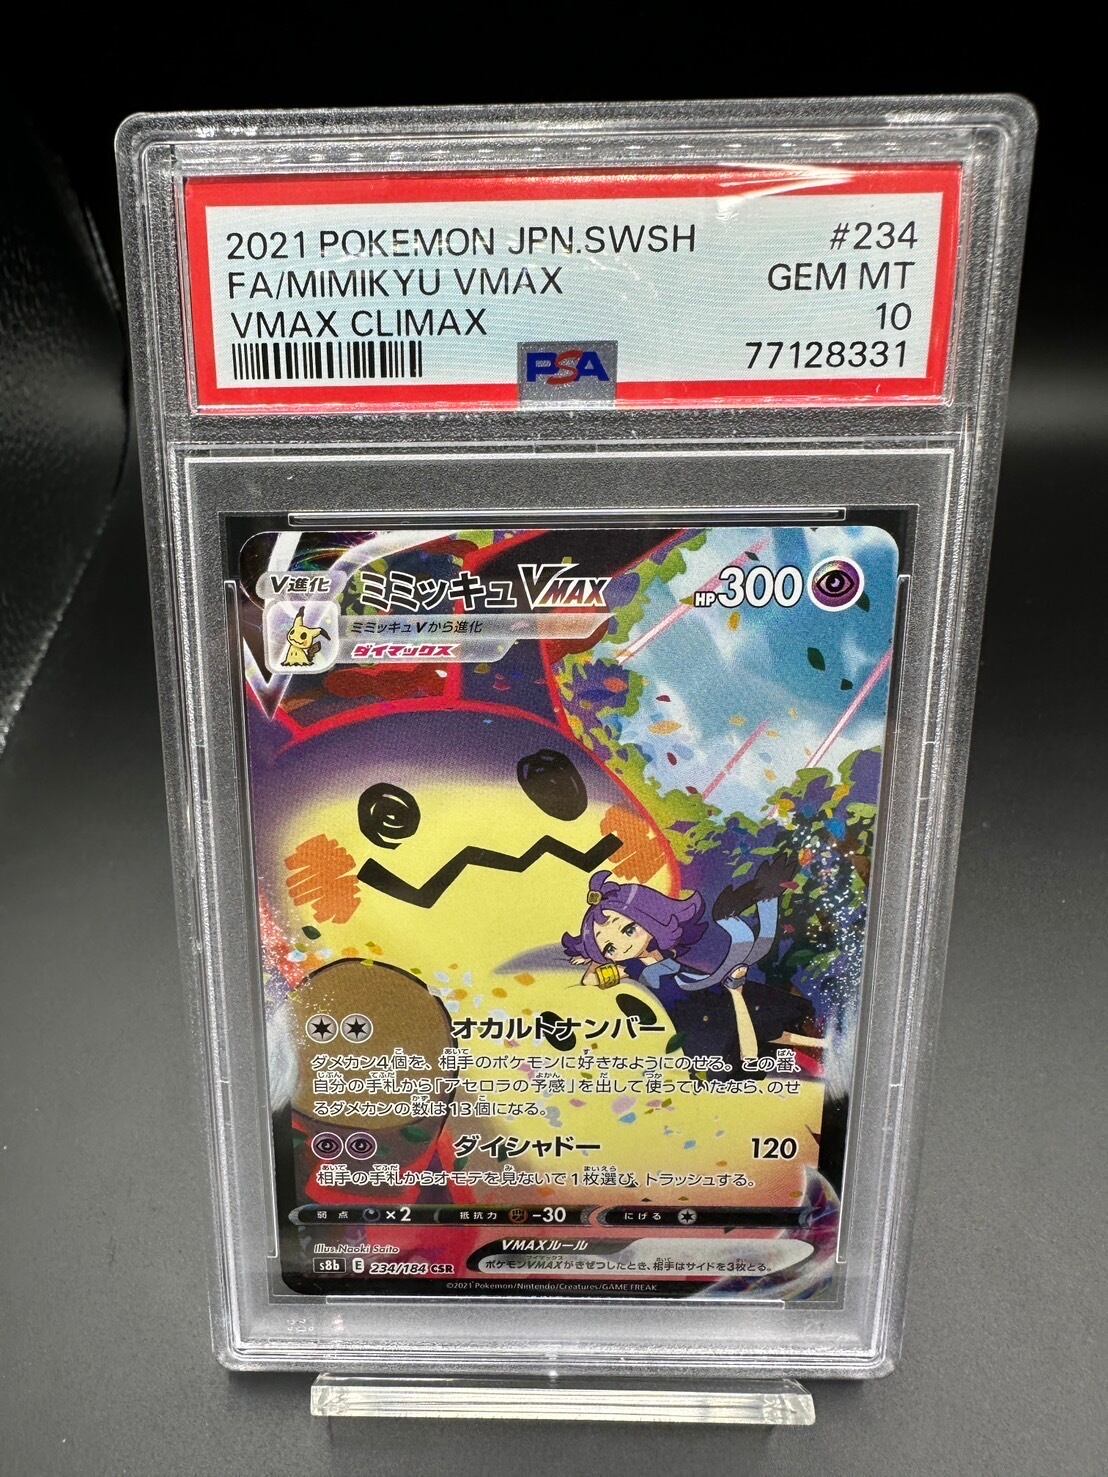 2021 POKEMON JPN.SWSH #234
FA/MIMIKYU VMAX GEM MT
VMAX CLIMAX 10
PSA 77128331
V進化 ミミッキュVMAX HP300
ミミッキュVから進化
ダイマックス
オカルトナンバー
ダメカン4個を、相手のポケモンに好きなようにのせる。この番、
自分の手札から「アセロラの予感」を出して使っていたなら、のせ
るダメカンの数は13個になる。
ダイシャドー 120
相手の手札からオモテを見ないで1枚選び、トラッシュする。
弱点 ×2 抵抗力 -30 にげる
Illus.Naoki Saito VMAXルール
s8b E 234/184 CSR ポケモンVMAXがきぜつしたとき、相手はサイドを3枚とる。
©2021 Pokémon/Nintendo/Creatures/GAME FREAK